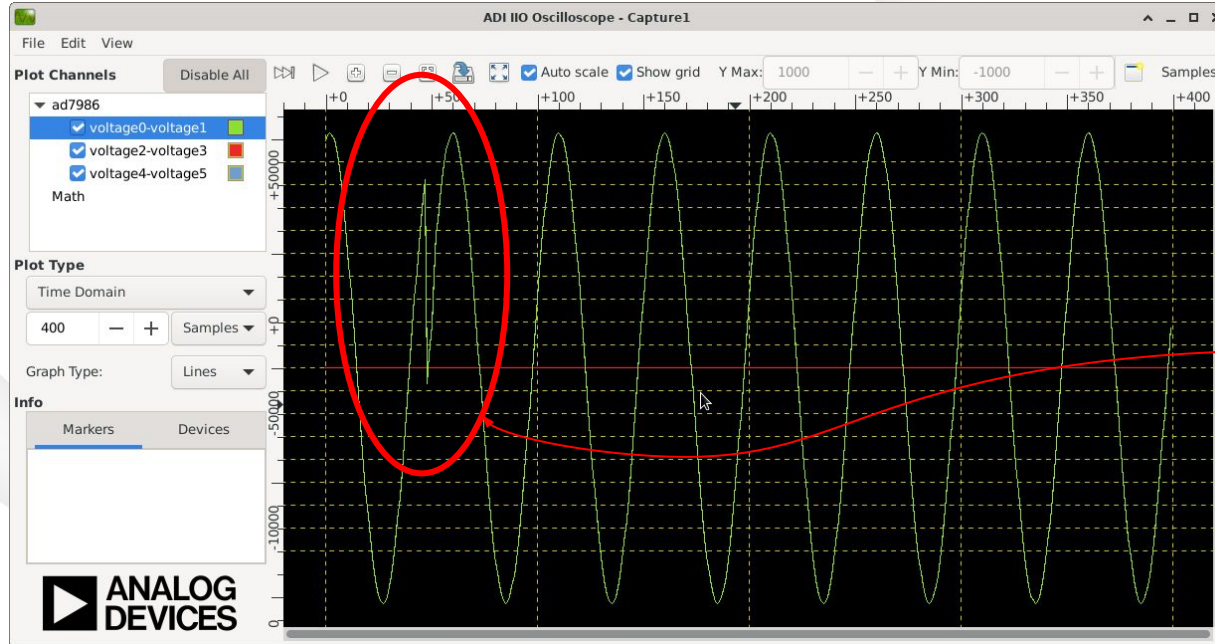 ADI IIO Oscilloscope - Capture1
File Edit View
Plot Channels
Disable All
Auto scale
Show grid
Y Max:
1000
Y Min:
-1000
Samples
ad7986
voltage0-voltage1
voltage2-voltage3
voltage4-voltage5
Math
Plot Type
Time Domain
400
Samples
Graph Type:
Lines
Info
Markers
Devices
ANALOG
DEVICES
+0
+50
+100
+150
+200
+250
+300
+350
+400
+50000
+0
-50000
-10000
0